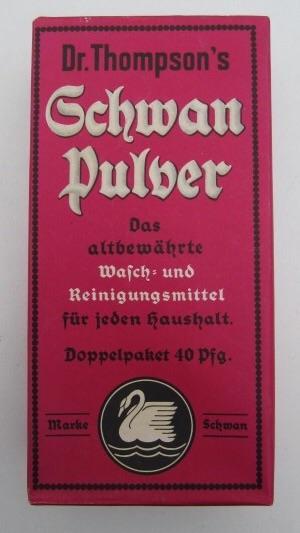 Dr. Thompson's
Schwan
Pulver
Das
altbewährte
Waſch- und
Reinigungsmittel
für jeden Haushalt.
Doppelpaket 40 Pfg.
Marke Schwan